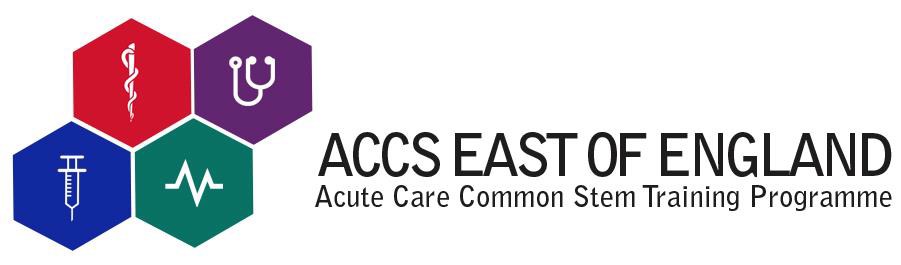 ACCS EAST OF ENGLAND
Acute Care Common Stem Training Programme